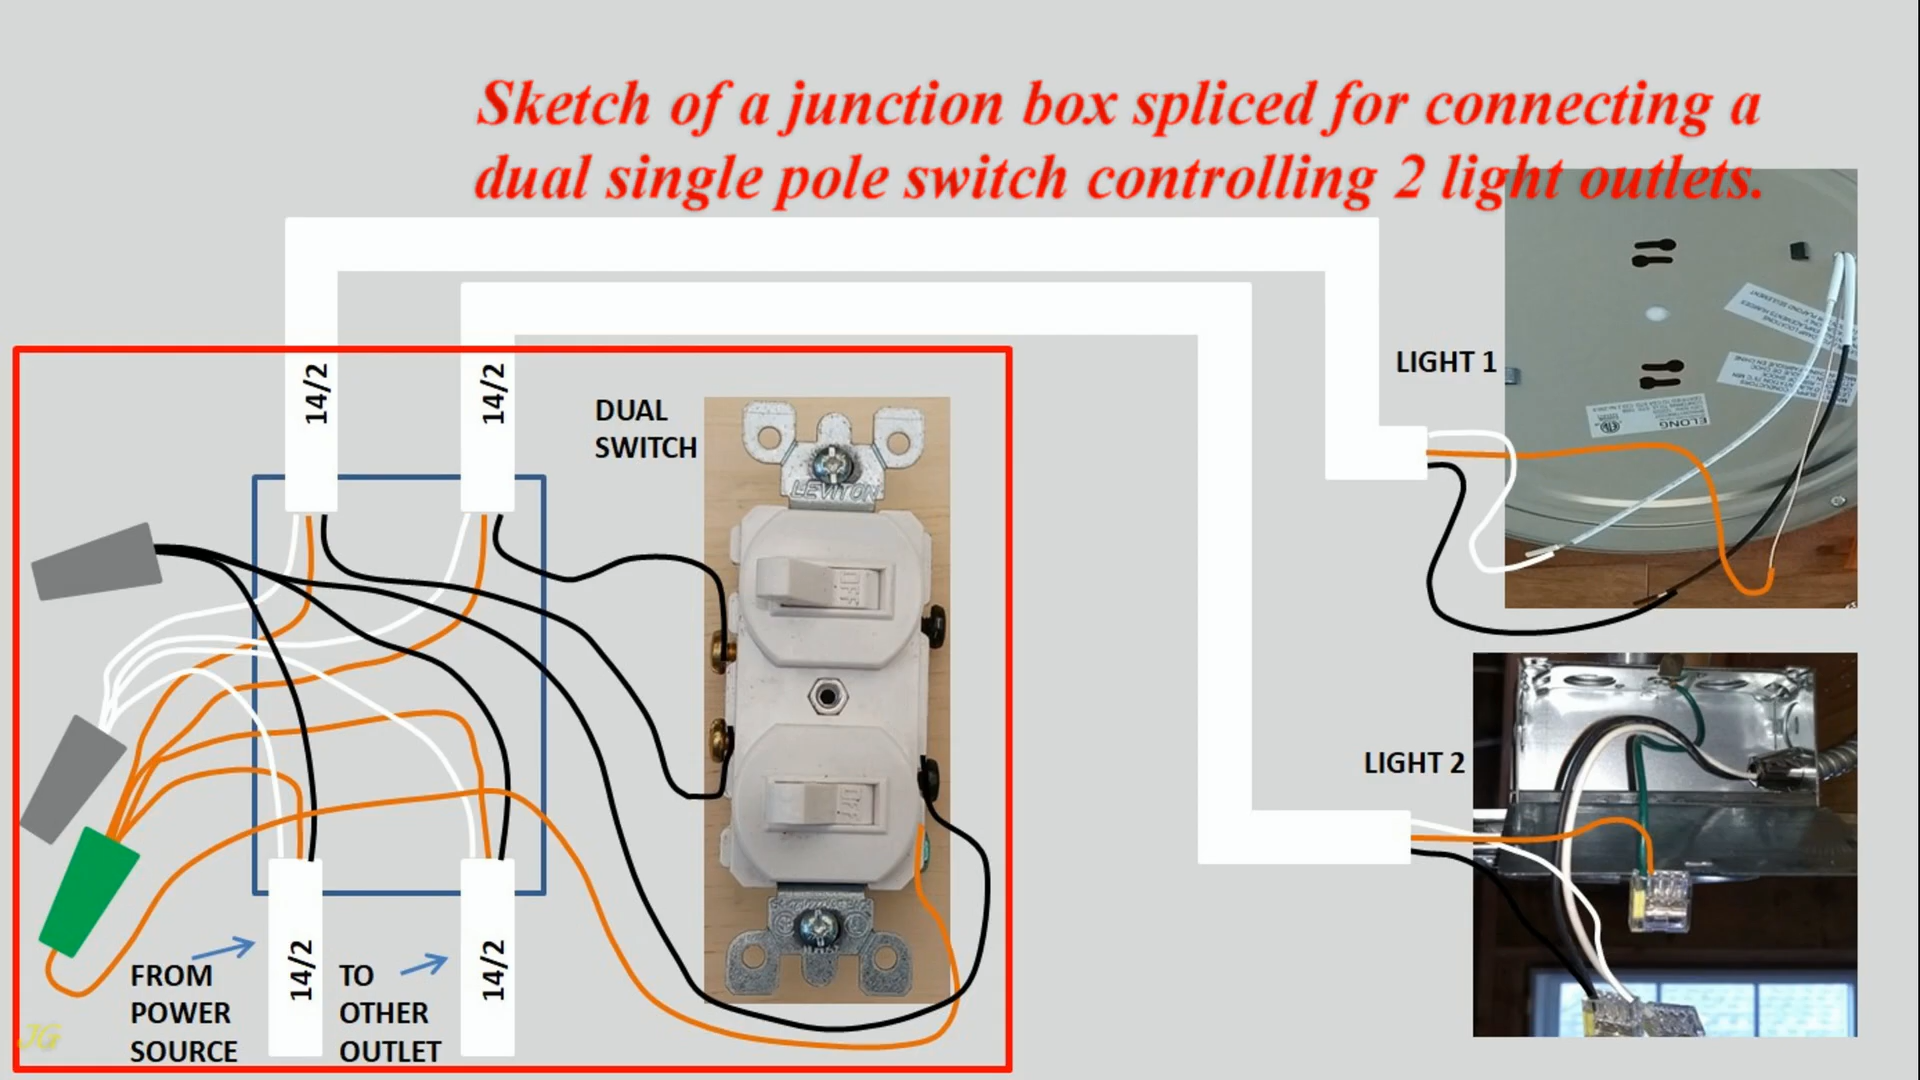 Sketch of a junction box spliced for connecting a
dual single pole switch controlling 2 light outlets.
14/2
14/2
DUAL
SWITCH
LEVITON
OFF
OFF
LIGHT 1
ELONG
LIGHT 2
14/2
14/2
FROM
POWER
SOURCE
TO
OTHER
OUTLET
JG